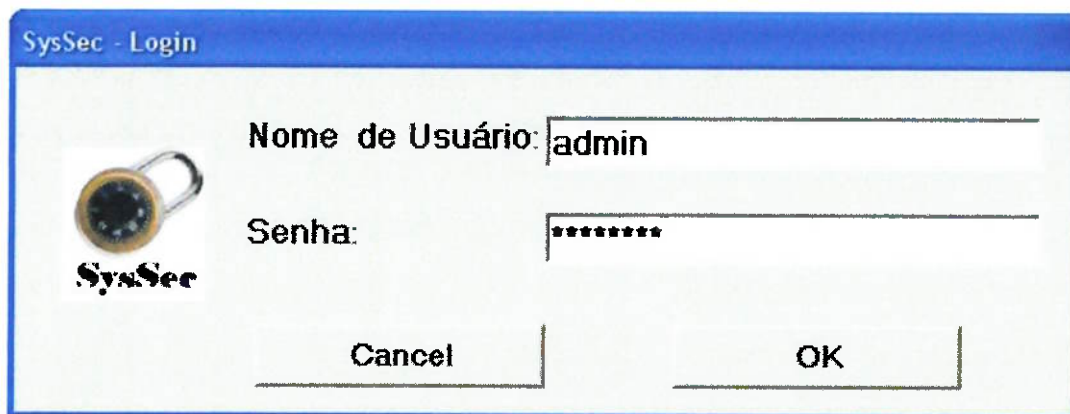 SysSec - Login
Nome de Usuário: admin
Senha: ********
SysSec
Cancel OK